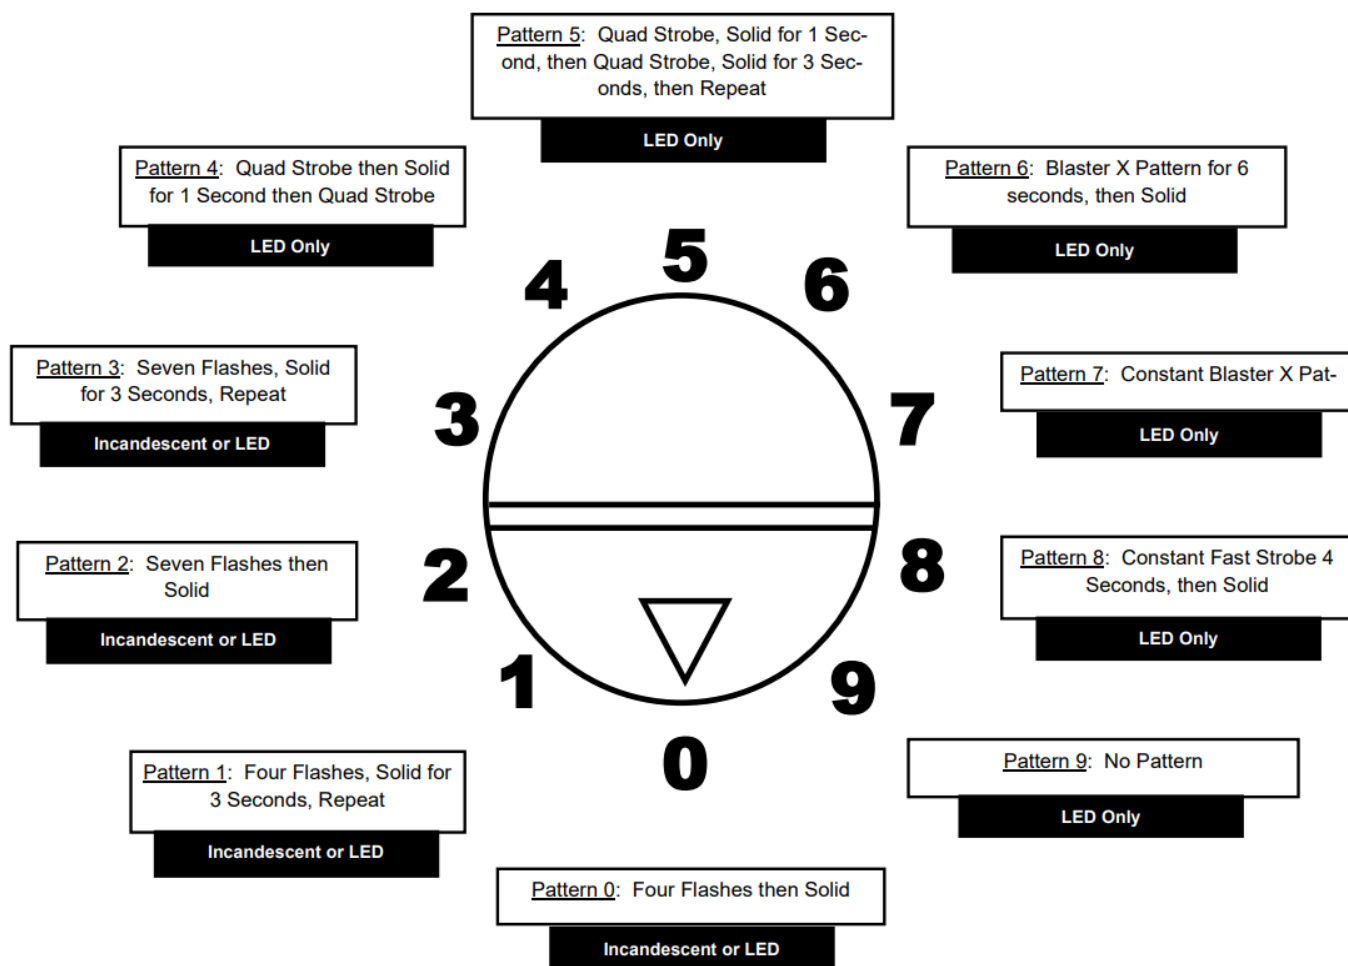 Pattern 5: Quad Strobe, Solid for 1 Sec-
ond, then Quad Strobe, Solid for 3 Sec-
onds, then Repeat
LED Only
Pattern 4: Quad Strobe then Solid
for 1 Second then Quad Strobe
LED Only
Pattern 6: Blaster X Pattern for 6
seconds, then Solid
LED Only
5
4
6
Pattern 3: Seven Flashes, Solid
for 3 Seconds, Repeat
Incandescent or LED
3
7
Pattern 7: Constant Blaster X Pat-
LED Only
Pattern 2: Seven Flashes then
Solid
Incandescent or LED
2
8
Pattern 8: Constant Fast Strobe 4
Seconds, then Solid
LED Only
1
9
0
Pattern 1: Four Flashes, Solid for
3 Seconds, Repeat
Incandescent or LED
Pattern 9: No Pattern
LED Only
Pattern 0: Four Flashes then Solid
Incandescent or LED